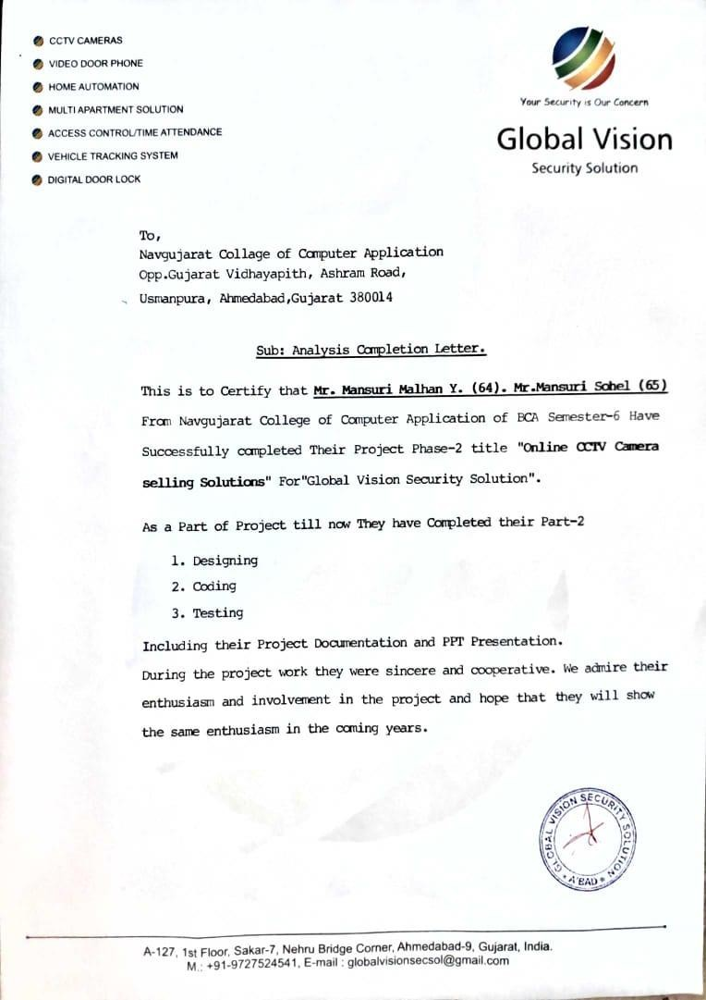 CCTV CAMERAS
VIDEO DOOR PHONE
HOME AUTOMATION
MULTI APARTMENT SOLUTION
ACCESS CONTROL/TIME ATTENDANCE
VEHICLE TRACKING SYSTEM
DIGITAL DOOR LOCK
Your Security is Our Concern
Global Vision
Security Solution
To,
Navgujarat Collage of Computer Application
Opp.Gujarat Vidhayapith, Ashram Road,
Usmanpura, Ahmedabad,Gujarat 380014
Sub: Analysis Completion Letter.
This is to Certify that Mr. Mansuri Malhan Y. (64). Mr.Mansuri Sohel (65)
From Navgujarat College of Computer Application of BCA Semester-6 Have
Successfully completed Their Project Phase-2 title "Online CCTV Camera
selling Solutions" For"Global Vision Security Solution".
As a Part of Project till now They have Completed their Part-2
1. Designing
2. Coding
3. Testing
Including their Project Documentation and PPT Presentation.
During the project work they were sincere and cooperative. We admire their
enthusiasm and involvement in the project and hope that they will show
the same enthusiasm in the coming years.
GLOBAL VISION SECURITY SOLUTION
* A'BAD *
A-127, 1st Floor, Sakar-7, Nehru Bridge Corner, Ahmedabad-9, Gujarat, India.
M.: +91-9727524541, E-mail : globalvisionsecsol@gmail.com